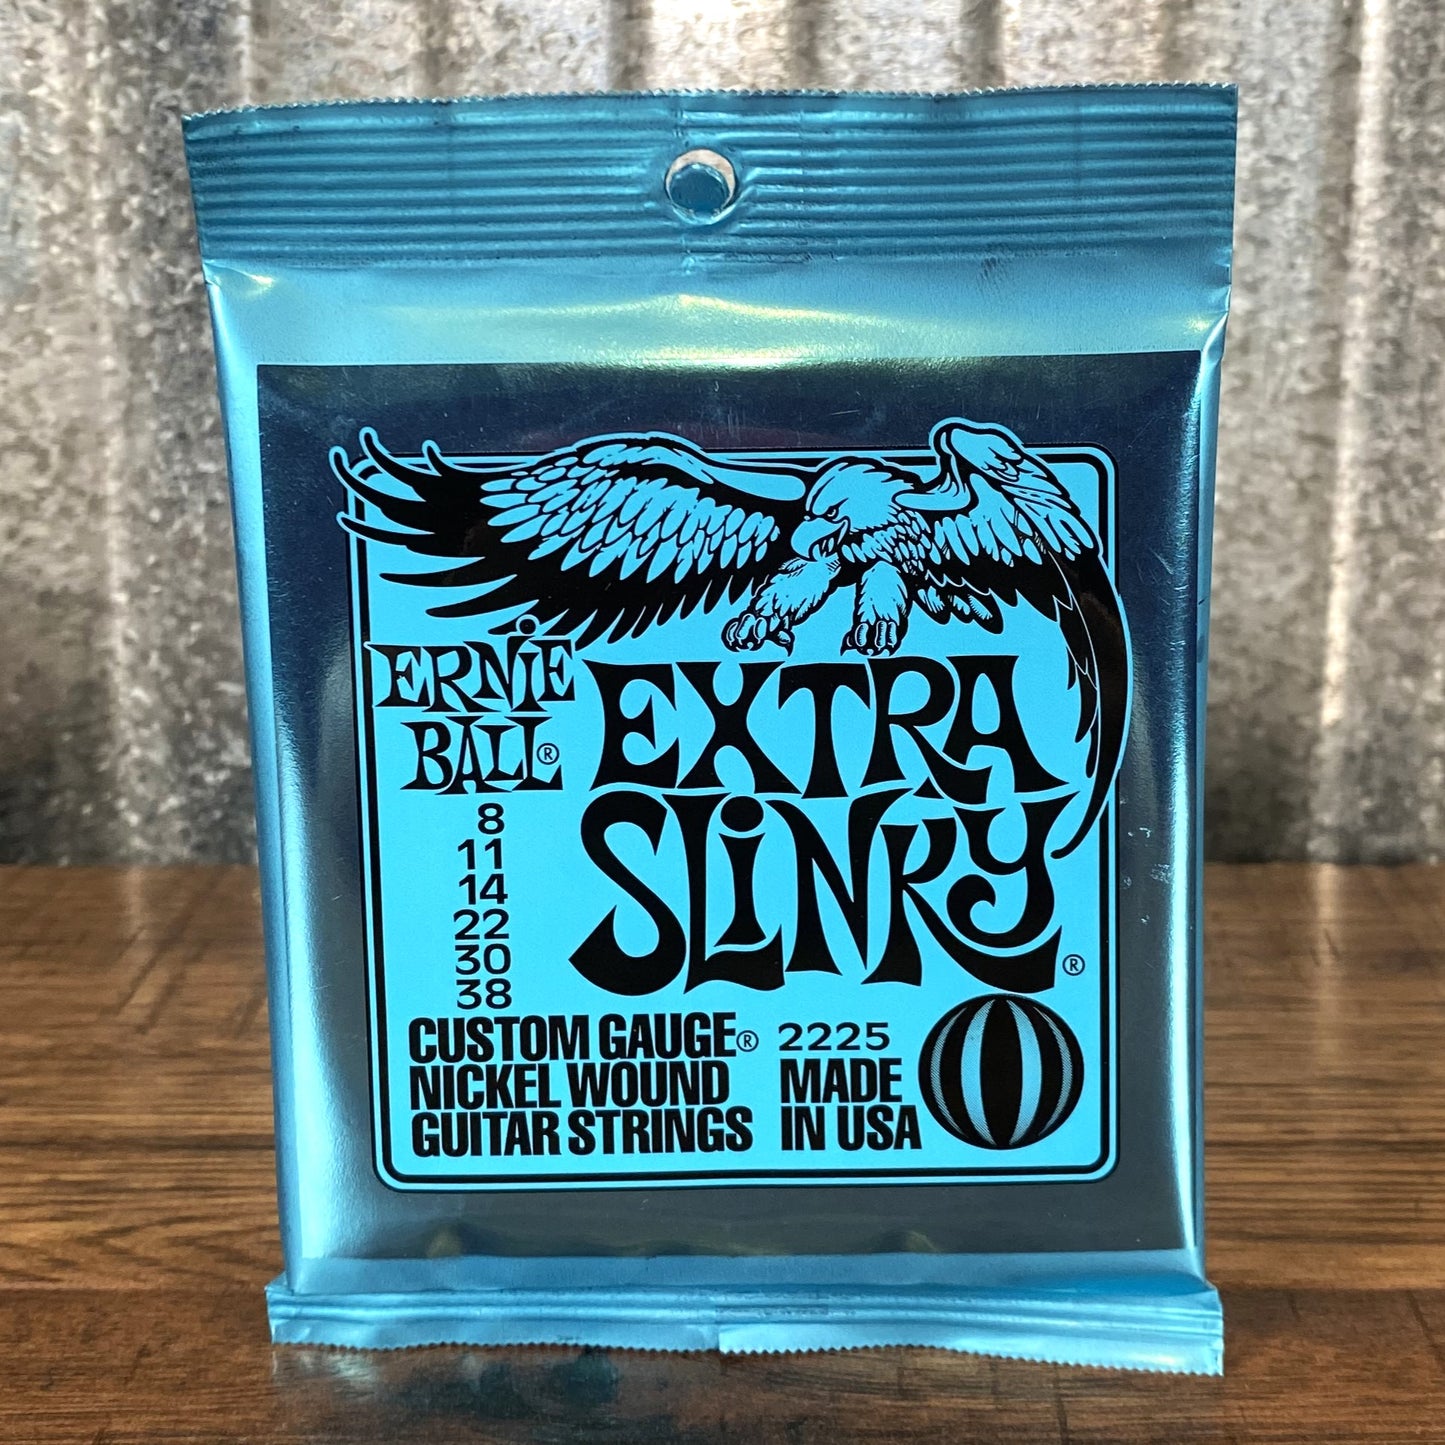 ERNiE
BALL®
EXTRA
SLiNKY®
8
11
14
22
30
38
CUSTOM GAUGE®
NICKEL WOUND
GUITAR STRINGS
2225
MADE
IN USA